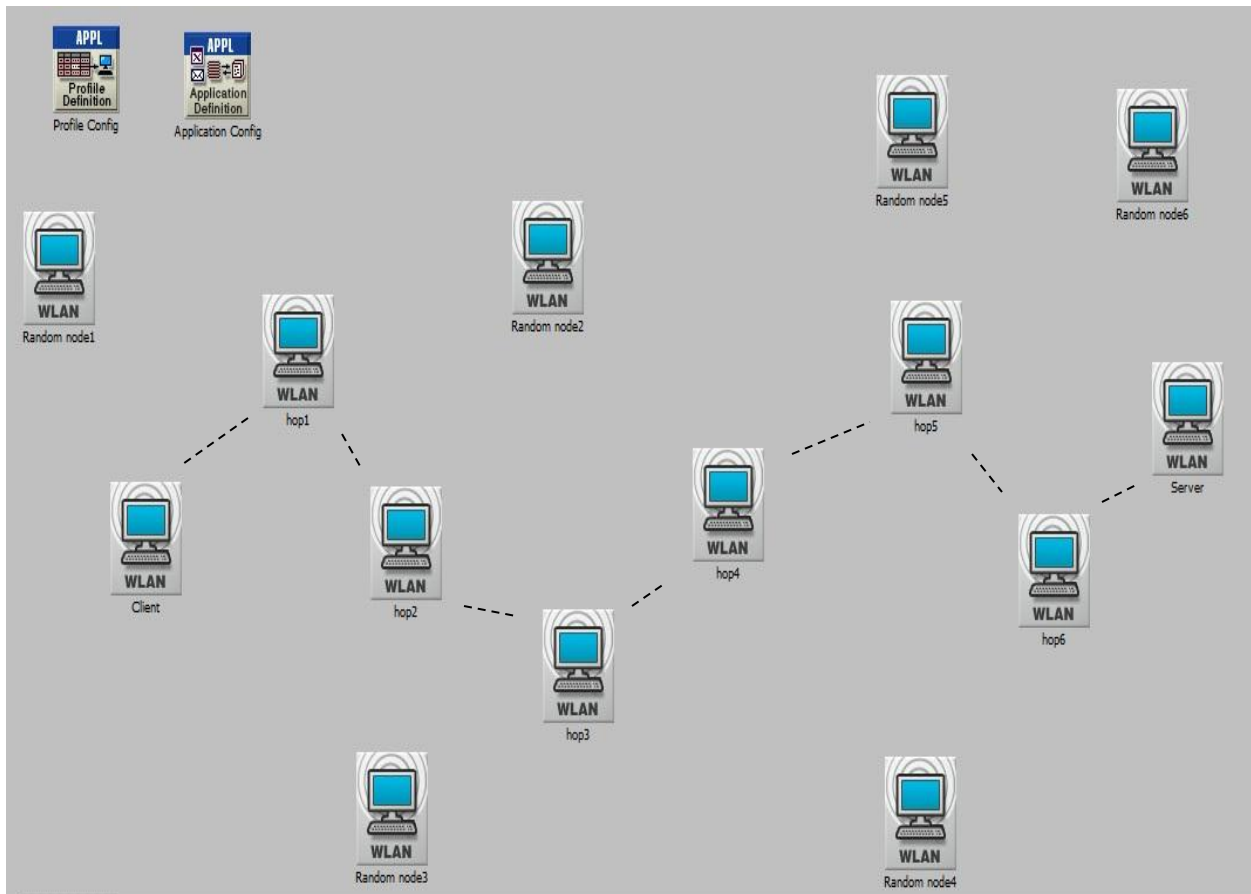 APPL
Profiile
Definition
Profile Config
APPL
Application
Definition
Application Config
WLAN
Random node5
WLAN
Random node6
WLAN
Random node1
WLAN
Random node2
WLAN
hop1
WLAN
hop5
WLAN
Server
WLAN
Client
WLAN
hop2
WLAN
hop4
WLAN
hop6
WLAN
hop3
WLAN
Random node3
WLAN
Random node4